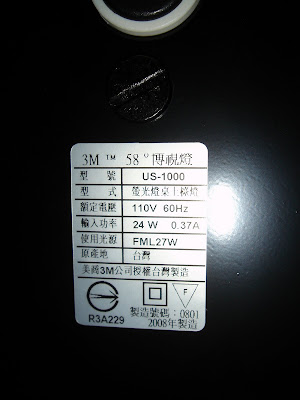 3M ™ 58°博視燈
型 號 US-1000
型 式 螢光燈桌上檯燈
額定電壓 110V 60Hz
輸入功率 24 W 0.37A
使用光源 FML27W
原產地 台灣
美商3M公司授權台灣製造
R3A229
F
製造號碼：0801
2008年製造